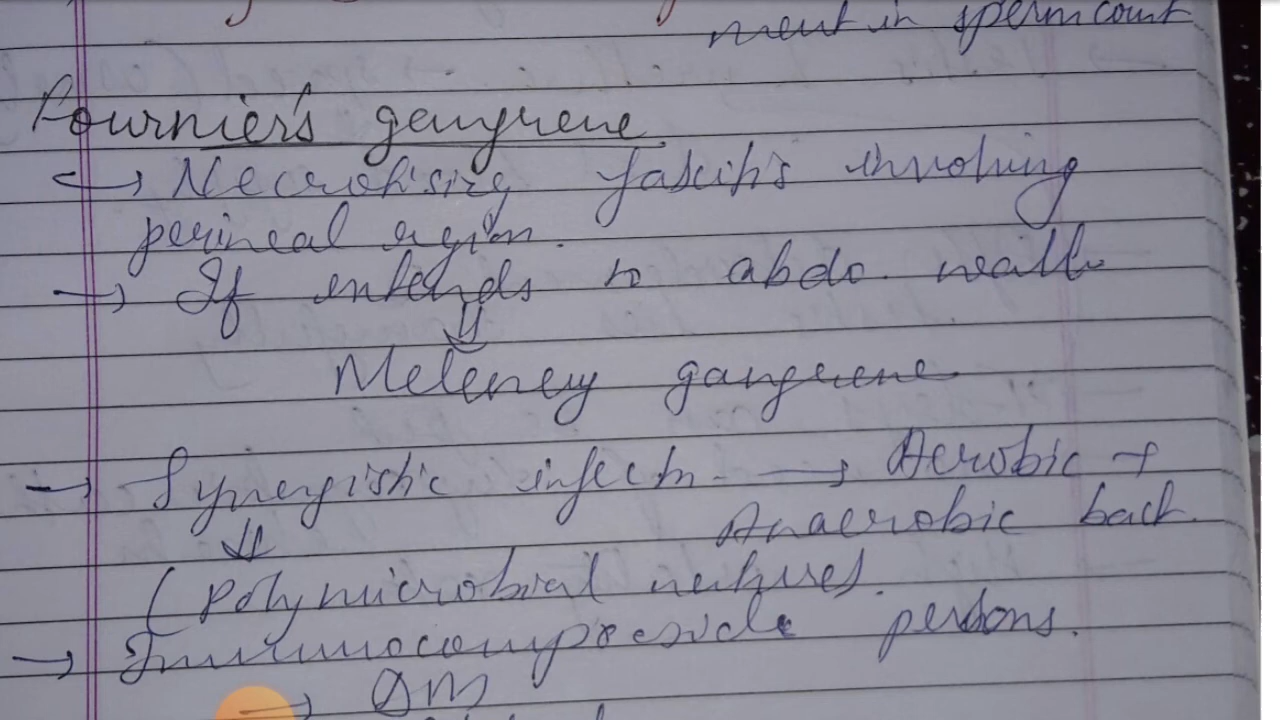 ment in sperm count
Fournier's gangrene
↳ Necrotising fasciitis involving
perineal region.
→ If extends to abdo. wall
⇓
Meleney gangrene
→ Synergistic infectn. → Aerobic +
Anaerobic bact.
⇓
(Polymicrobial natures).
→ Immunocompromside persons.
→ DM